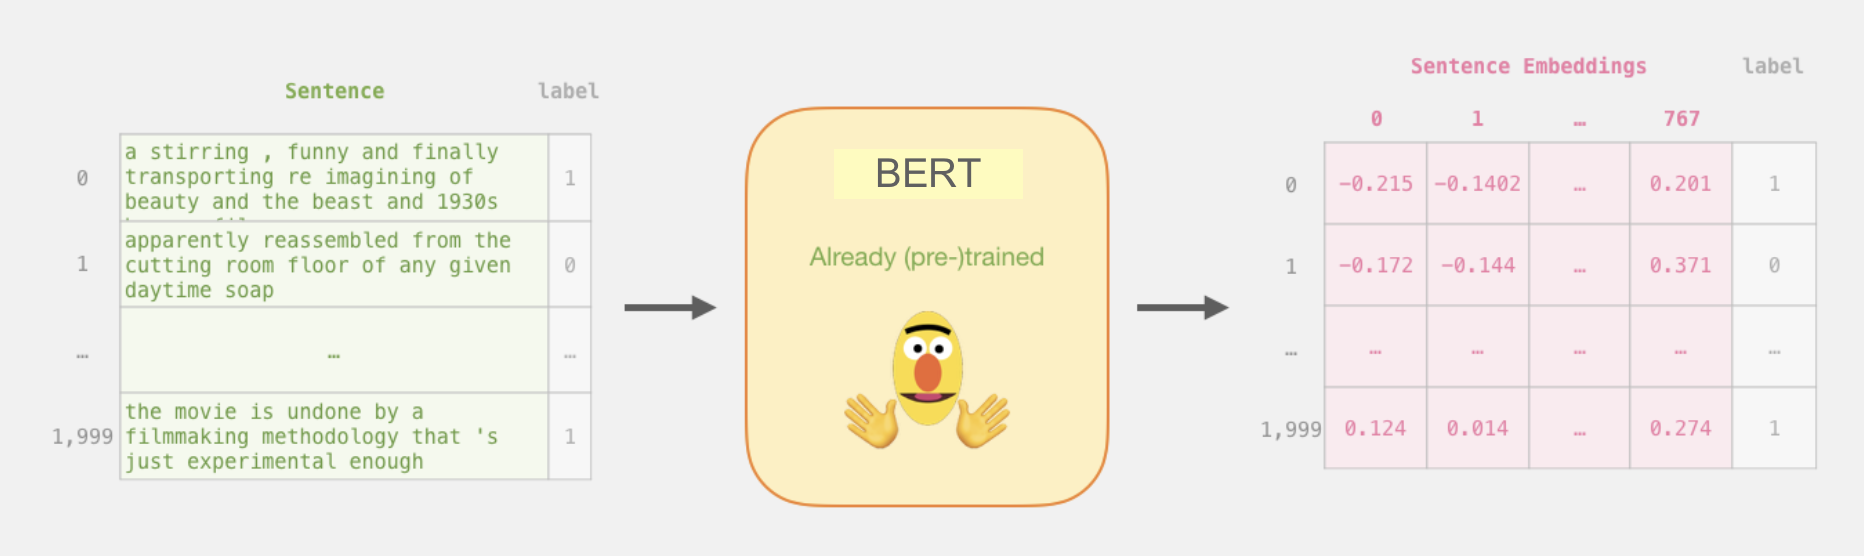 Sentence label
0 a stirring , funny and finally 1
transporting re imagining of
beauty and the beast and 1930s
1 apparently reassembled from the 0
cutting room floor of any given
daytime soap
… … …
1,999 the movie is undone by a 1
filmmaking methodology that 's
just experimental enough
BERT
Already (pre-)trained
Sentence Embeddings label
0 1 … 767
0 -0.215 -0.1402 … 0.201 1
1 -0.172 -0.144 … 0.371 0
… … … … … …
1,999 0.124 0.014 … 0.274 1